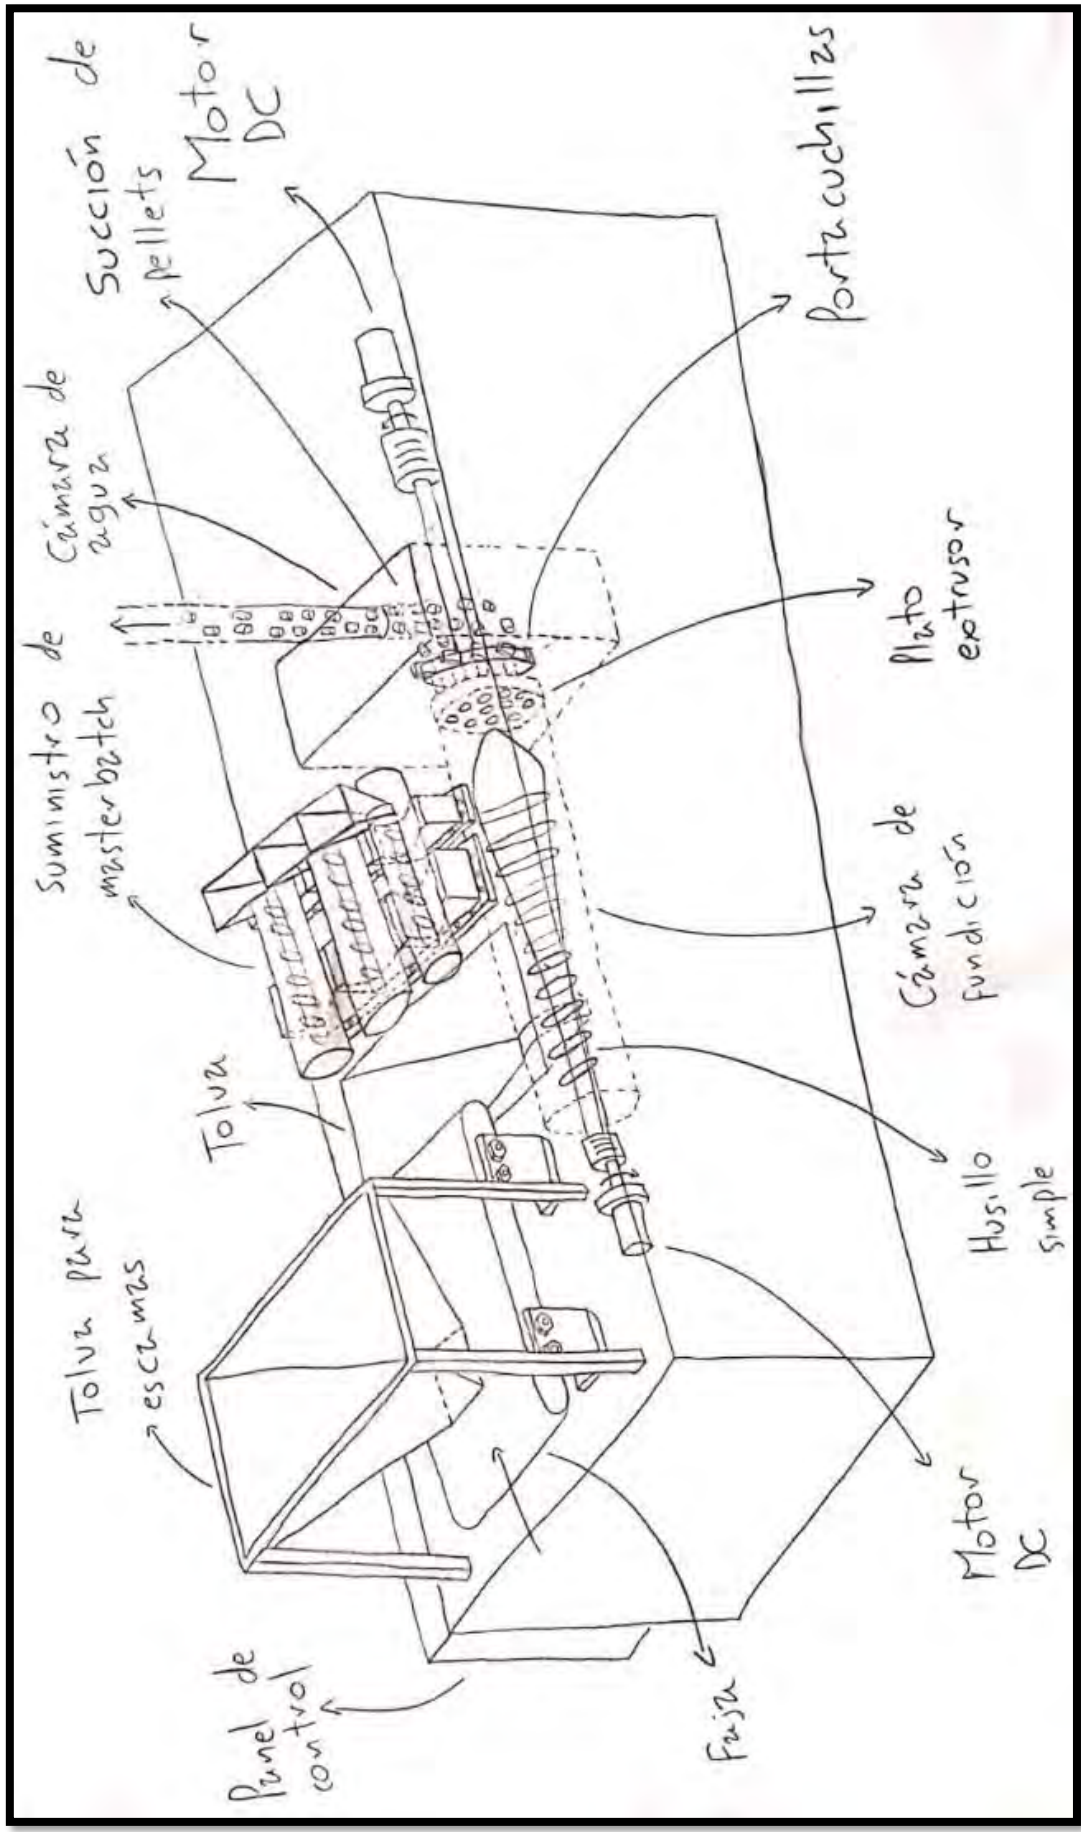 Panel de
control
Tolva para
escamas
Tolva
Suministro de
masterbatch
Cámara de
agua
Succión de
pellets
Motor
DC
Faja
Motor
DC
Husillo
simple
Cámara de
fundición
Plato
extrusor
Portacuchillas